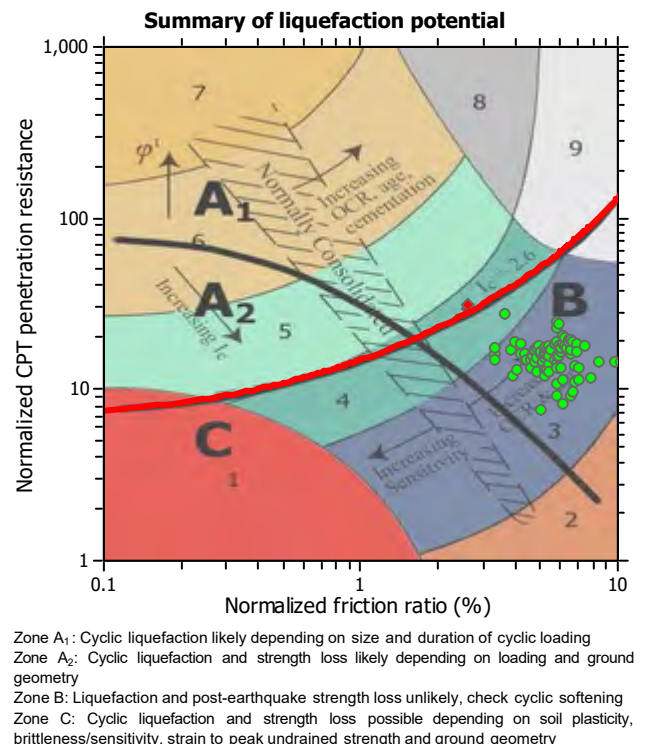 Summary of liquefaction potential
1,000
100
10
1
Normalized CPT penetration resistance
7
8
9
φ'
A1
6
A2
5
B
4
C
1
3
2
Normally Consolidated
Increasing
OCR, age,
cementation
Increasing Ic
Ic = 2.6
Increasing
Sensitivity
Increasing
OCR &
0.1
1
10
Normalized friction ratio (%)
Zone A1: Cyclic liquefaction likely depending on size and duration of cyclic loading
Zone A2: Cyclic liquefaction and strength loss likely depending on loading and ground
geometry
Zone B: Liquefaction and post-earthquake strength loss unlikely, check cyclic softening
Zone C: Cyclic liquefaction and strength loss possible depending on soil plasticity,
brittleness/sensitivity, strain to peak undrained strength and ground geometry